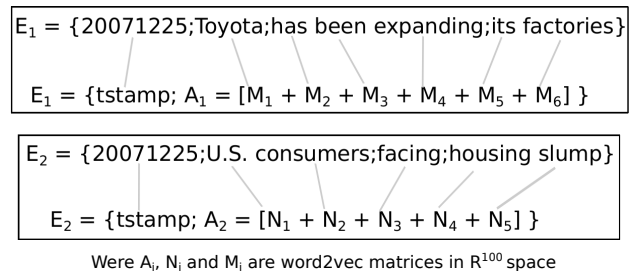 E₁ = {20071225;Toyota;has been expanding;its factories}
E₁ = {tstamp; A₁ = [M₁ + M₂ + M₃ + M₄ + M₅ + M₆] }
E₂ = {20071225;U.S. consumers;facing;housing slump}
E₂ = {tstamp; A₂ = [N₁ + N₂ + N₃ + N₄ + N₅] }
Were Aᵢ, Nᵢ and Mᵢ are word2vec matrices in R¹⁰⁰ space